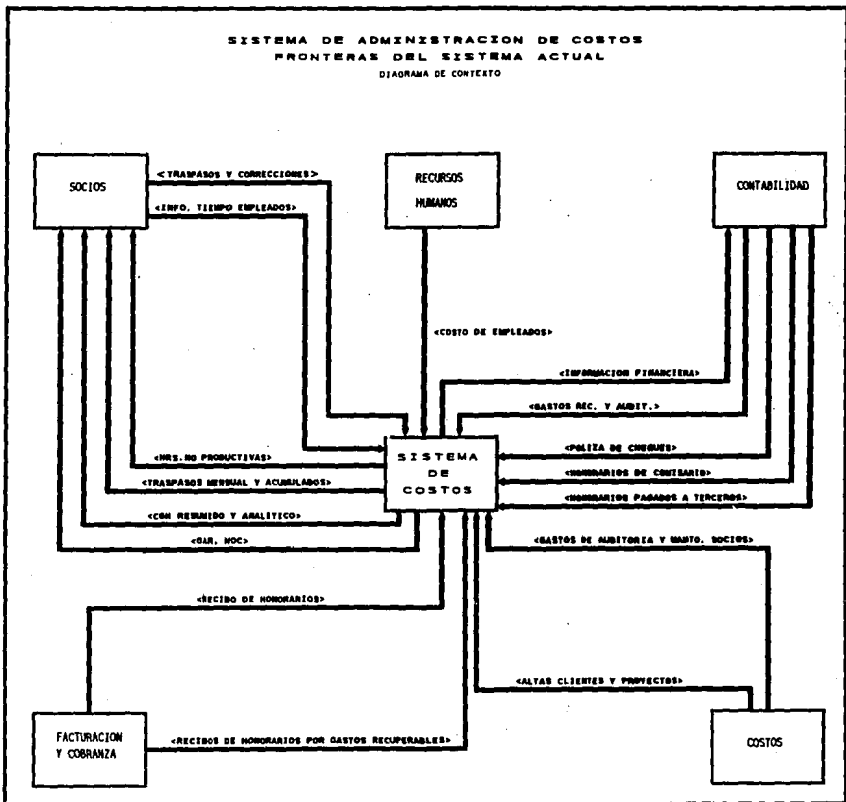 SISTEMA DE ADMINISTRACION DE COSTOS
FRONTERAS DEL SISTEMA ACTUAL
DIAGRAMA DE CONTEXTO
SOCIOS
RECURSOS
HUMANOS
CONTABILIDAD
<TRASPASOS Y CORRECCIONES>
<INFO. TIEMPO EMPLEADOS>
<COSTO DE EMPLEADOS>
<INFORMACION FINANCIERA>
<GASTOS REC. Y AUDIT.>
SISTEMA
DE
COSTOS
<POLIZA DE CHEQUES>
<HRS. NO PRODUCTIVAS>
<HONORARIOS DE COMISARIO>
<TRASPASOS MENSUAL Y ACUMULADOS>
<HONORARIOS PAGADOS A TERCEROS>
<CON RESUMIDO Y ANALITICO>
<GASTOS DE AUDITORIA Y MANTO. SOCIOS>
<RECIBO DE HONORARIOS>
<ALTAS CLIENTES Y PROYECTOS>
FACTURACION
Y COBRANZA
<RECIBOS DE HONORARIOS POR GASTOS RECUPERABLES>
COSTOS